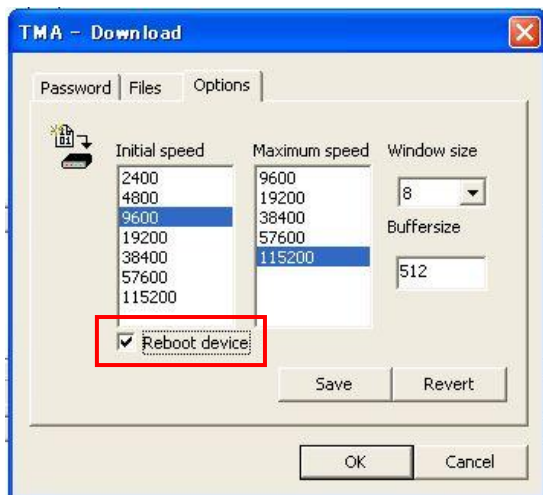 TMA - Download
Password Files Options
Initial speed Maximum speed Window size
2400
4800
9600
19200
38400
57600
115200
9600
19200
38400
57600
115200
8
Buffersize
512
Reboot device
Save Revert
OK Cancel